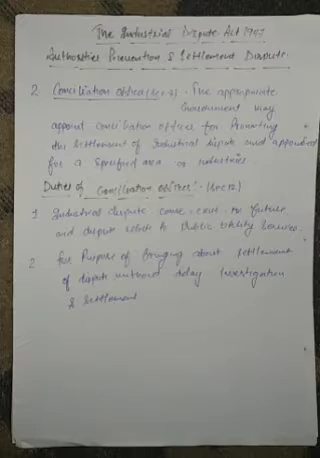 The Industrial Dispute Act 1947
Authorities Prevention & Settlement Dispute.
2. Conciliation officer (Sec 4). The appropriate
Government may
appoint Conciliation officer for Promoting
the Settlement of Industrial dispute and appointed
for a Specified area or industries.
Duties of Conciliation officer. (Sec 12)
1 Industrial dispute exist or future
and dispute relate to Public Utility Service.
2 for Purpose of Bringing about Settlement
of dispute without delay Investigation
& Settlement